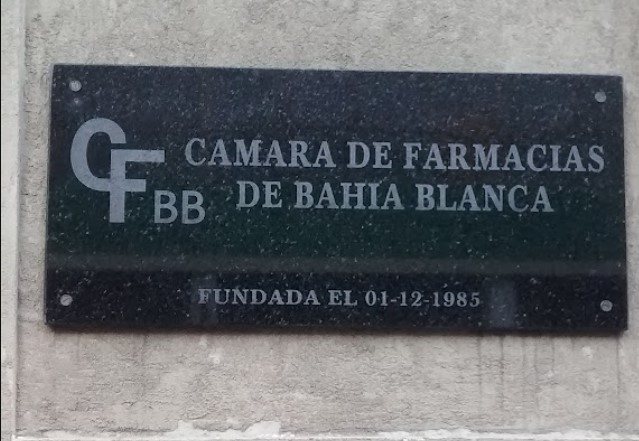 CF BB
CAMARA DE FARMACIAS
DE BAHIA BLANCA
FUNDADA EL 01-12-1985